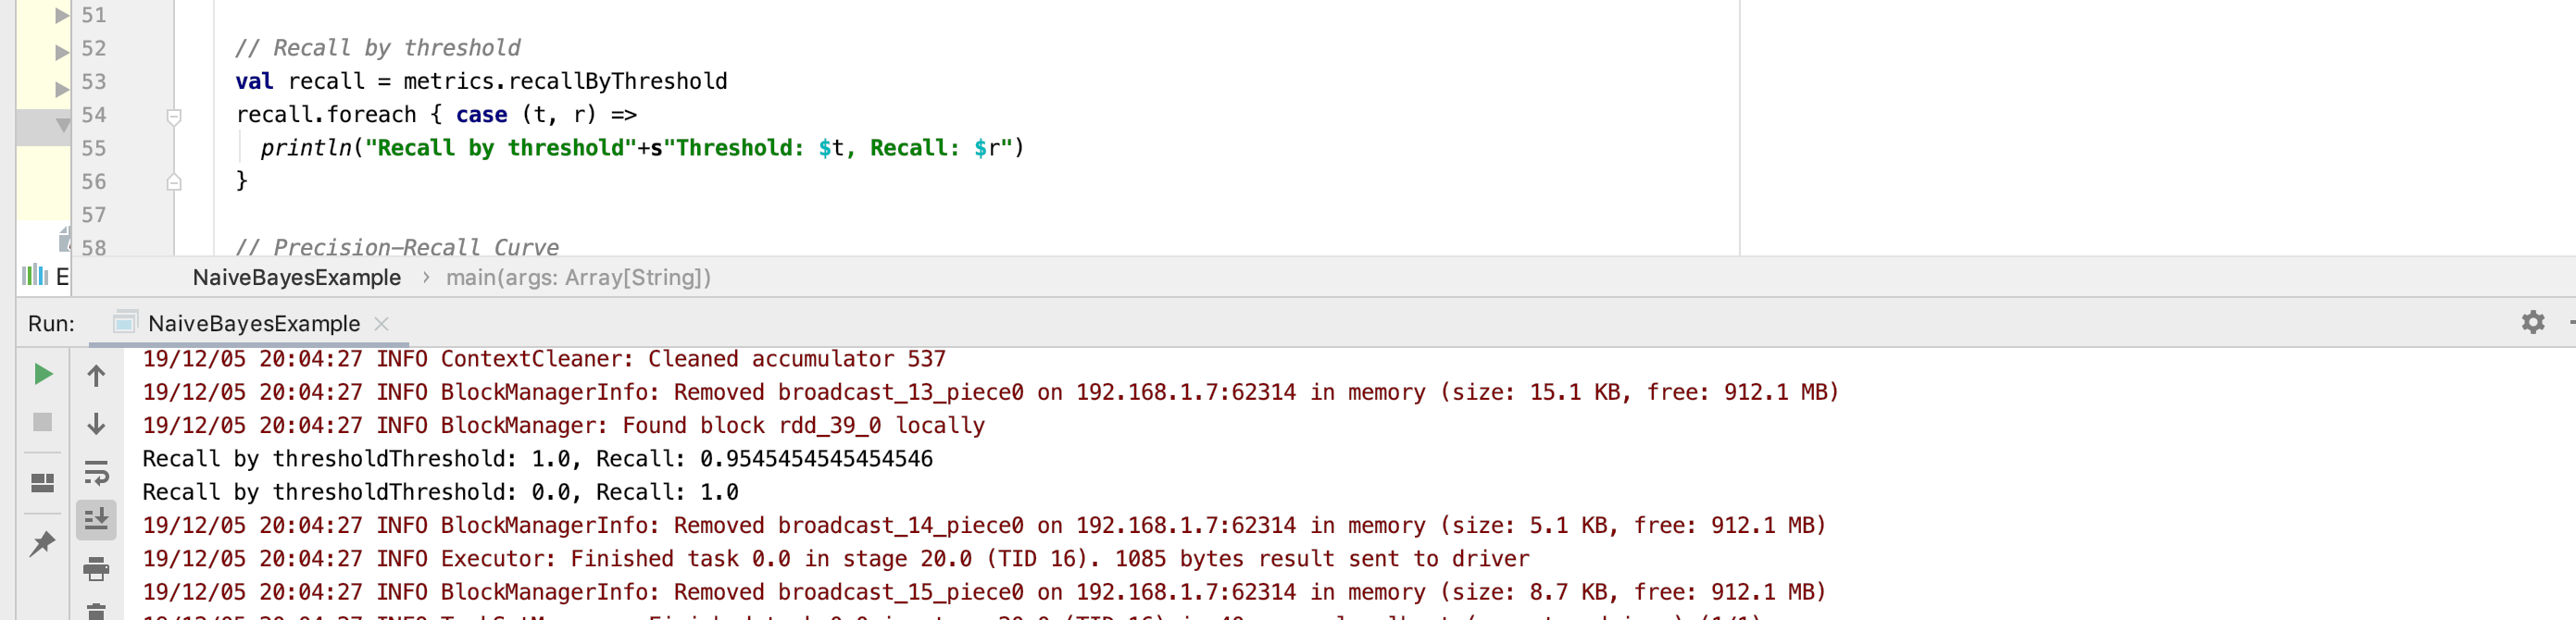 51
52 // Recall by threshold
53 val recall = metrics.recallByThreshold
54 recall.foreach { case (t, r) =>
55 println("Recall by threshold"+s"Threshold: $t, Recall: $r")
56 }
57
58 // Precision-Recall Curve
E
NaiveBayesExample › main(args: Array[String])
Run: NaiveBayesExample
19/12/05 20:04:27 INFO ContextCleaner: Cleaned accumulator 537
19/12/05 20:04:27 INFO BlockManagerInfo: Removed broadcast_13_piece0 on 192.168.1.7:62314 in memory (size: 15.1 KB, free: 912.1 MB)
19/12/05 20:04:27 INFO BlockManager: Found block rdd_39_0 locally
Recall by thresholdThreshold: 1.0, Recall: 0.9545454545454546
Recall by thresholdThreshold: 0.0, Recall: 1.0
19/12/05 20:04:27 INFO BlockManagerInfo: Removed broadcast_14_piece0 on 192.168.1.7:62314 in memory (size: 5.1 KB, free: 912.1 MB)
19/12/05 20:04:27 INFO Executor: Finished task 0.0 in stage 20.0 (TID 16). 1085 bytes result sent to driver
19/12/05 20:04:27 INFO BlockManagerInfo: Removed broadcast_15_piece0 on 192.168.1.7:62314 in memory (size: 8.7 KB, free: 912.1 MB)